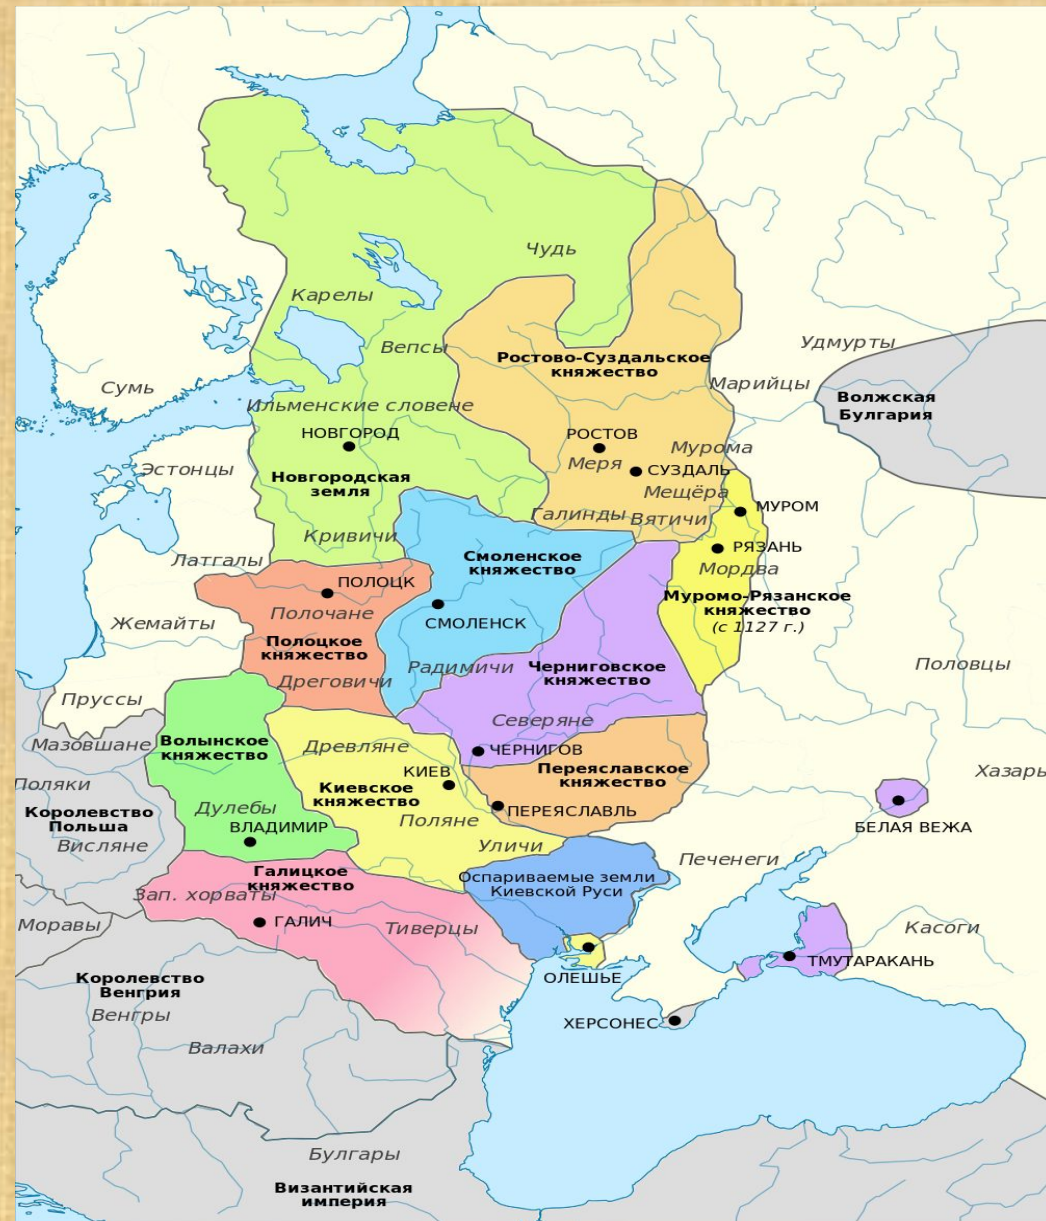 Чудь
Карелы
Вепсы
Удмурты
Ростово-Суздальское
княжество
Сумь
Марийцы
Волжская
Булгария
Ильменские словене
НОВГОРОД
РОСТОВ
Мурома
Меря
СУЗДАЛЬ
Эстонцы
Новгородская
земля
Мещёра
МУРОМ
Галинды
Вятичи
Кривичи
РЯЗАНЬ
Латгалы
Смоленское
княжество
Мордва
ПОЛОЦК
Муромо-Рязанское
княжество
(с 1127 г.)
Полочане
СМОЛЕНСК
Жемайты
Полоцкое
княжество
Радимичи
Черниговское
княжество
Половцы
Дреговичи
Пруссы
Северяне
Мазовшане
Волынское
княжество
Древляне
ЧЕРНИГОВ
Поляки
КИЕВ
Переяславское
княжество
Хазары
Киевское
княжество
Королевство
Польша
Дулебы
ПЕРЕЯСЛАВЛЬ
Поляне
ВЛАДИМИР
БЕЛАЯ ВЕЖА
Висляне
Уличи
Печенеги
Галицкое
княжество
Оспариваемые земли
Киевской Руси
Зап. хорваты
Моравы
ГАЛИЧ
Тиверцы
Касоги
ТМУТАРАКАНЬ
Королевство
Венгрия
ОЛЕШЬЕ
Венгры
ХЕРСОНЕС
Валахи
Булгары
Византийская
империя